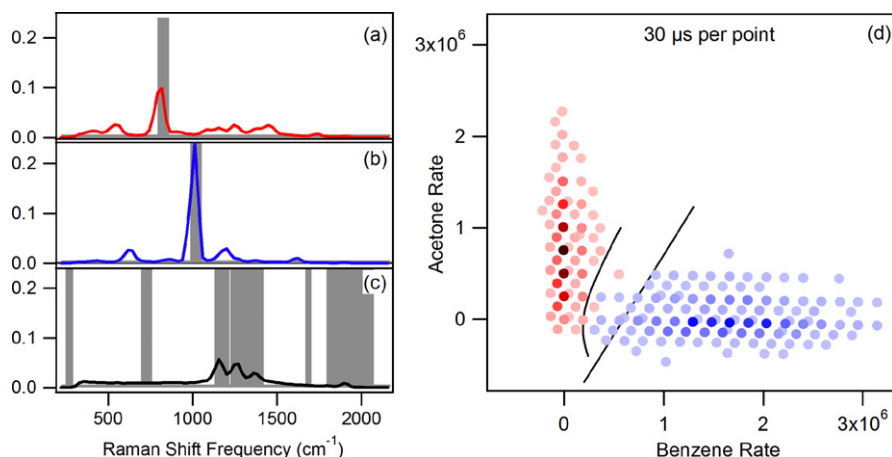 0.2
(a)
0.1
0.0
0.2
(b)
0.1
0.0
0.2
(c)
0.1
0.0
500 1000 1500 2000
Raman Shift Frequency (cm⁻¹)
30 µs per point
(d)
3x10⁶
2
1
0
Acetone Rate
0 1 2 3x10⁶
Benzene Rate